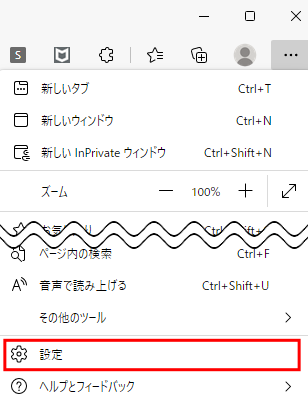 S
新しいタブ Ctrl+T
新しいウィンドウ Ctrl+N
新しい InPrivate ウィンドウ Ctrl+Shift+N
ズーム 100%
ページ内の検索 Ctrl+F
音声で読み上げる Ctrl+Shift+U
その他のツール
設定
ヘルプとフィードバック